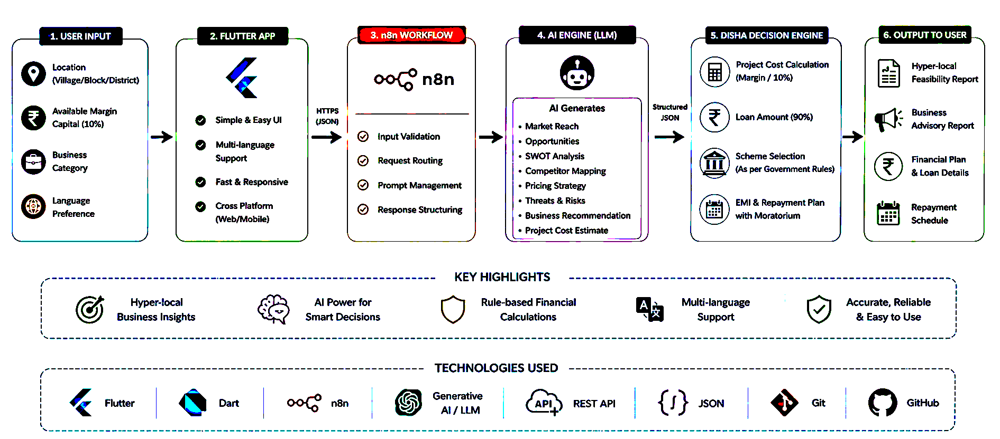 1. USER INPUT
Location
(Village/Block/District)
Available Margin
Capital (10%)
Business
Category
Language
Preference
2. FLUTTER APP
Simple & Easy UI
Multi-language
Support
Fast & Responsive
Cross Platform
(Web/Mobile)
HTTPS
(JSON)
3. n8n WORKFLOW
n8n
Input Validation
Request Routing
Prompt Management
Response Structuring
4. AI ENGINE (LLM)
AI Generates
• Market Reach
• Opportunities
• SWOT Analysis
• Competitor Mapping
• Pricing Strategy
• Threats & Risks
• Business Recommendation
• Project Cost Estimate
Structured
JSON
5. DISHA DECISION ENGINE
Project Cost Calculation
(Margin / 10%)
Loan Amount (90%)
Scheme Selection
(As per Government Rules)
EMI & Repayment Plan
with Moratorium
6. OUTPUT TO USER
Hyper-local
Feasibility Report
Business
Advisory Report
Financial Plan
& Loan Details
Repayment
Schedule
KEY HIGHLIGHTS
Hyper-local
Business Insights
AI Power for
Smart Decisions
Rule-based Financial
Calculations
A
文
Multi-language
Support
Accurate, Reliable
& Easy to Use
TECHNOLOGIES USED
Flutter
Dart
n8n
Generative
AI / LLM
API
REST API
JSON
Git
GitHub